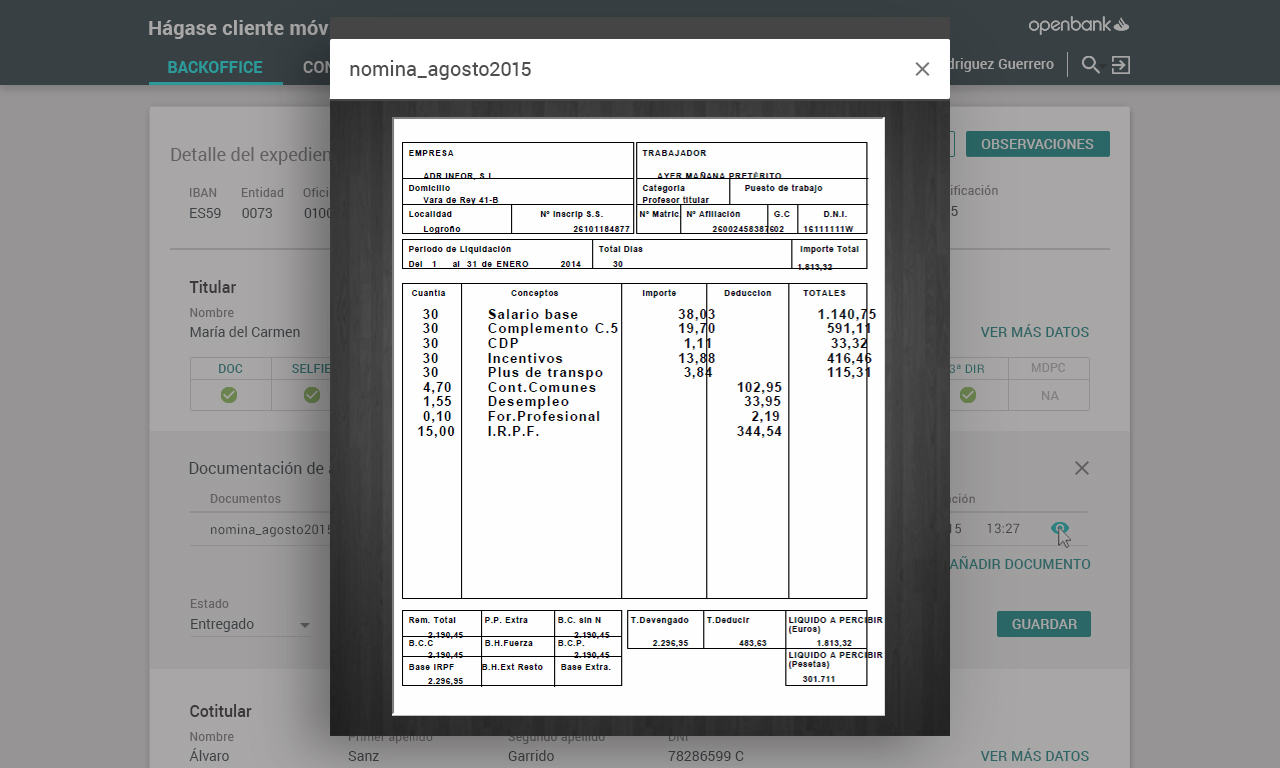 Hágase cliente móv
openbank
BACKOFFICE
CON
driguez Guerrero
nomina_agosto2015
Detalle del expedien
OBSERVACIONES
IBAN Entidad Ofici
ificación
ES59 0073 0100
5
Titular
Nombre
María del Carmen
VER MÁS DATOS
DOC SELFIE 3ª DIR MDPC
NA
Documentación de a
Documentos
ción
nomina_agosto2015
15 13:27
AÑADIR DOCUMENTO
Estado
Entregado
GUARDAR
Cotitular
Nombre Primer apellido Segundo apellido DNI
Álvaro Sanz Garrido 78286599 C
VER MÁS DATOS
EMPRESA TRABAJADOR
ADR INFOR, S.L. AYER MAÑANA PRETÉRITO
Domicilio Categoria Puesto de trabajo
Vara de Rey 41-B Profesor titular
Localidad Nº Inscrip S.S. Nº Matric Nº Afiliación G.C D.N.I.
Logroño 26101184877 26002458387602 16111111W
Periodo de Liquidación Total Dias Importe Total
Del 1 al 31 de ENERO 2014 30 1.813,32
Cuantia Conceptos Importe Deduccion TOTALES
30 Salario base 38,03 1.140,75
30 Complemento C.5 19,70 591,11
30 CDP 1,11 33,32
30 Incentivos 13,88 416,46
30 Plus de transpo 3,84 115,31
4,70 Cont.Comunes 102,95
1,55 Desempleo 33,95
0,10 For.Profesional 2,19
15,00 I.R.P.F. 344,54
Rem. Total P.P. Extra B.C. sin N T.Devengado T.Deducir LIQUIDO A PERCIBIR
(Euros)
2.190,45 2.190,45
B.C.C B.H.Fuerza B.C.P. 2.296,95 483,63 1.813,32
2.190,45 2.190,45 LIQUIDO A PERCIBIR
(Pesetas)
Base IRPF B.H.Ext Resto Base Extra.
2.296,95 301.711